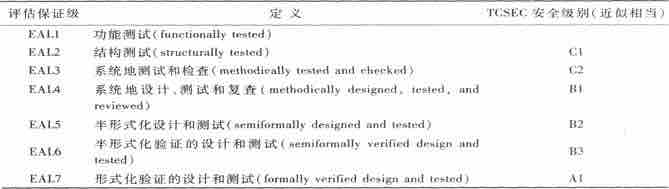 评估保证级 定 义 TCSEC 安全级别(近似相当)
EAL1 功能测试(functionally tested)
EAL2 结构测试(structurally tested) C1
EAL3 系统地测试和检查(methodically tested and checked) C2
EAL4 系统地设计、测试和复查(methodically designed, tested, and B1
reviewed)
EAL5 半形式化设计和测试(semiformally designed and tested) B2
EAL6 半形式化验证的设计和测试(semiformally verified design and B3
tested)
EAL7 形式化验证的设计和测试(formally verified design and tested) A1